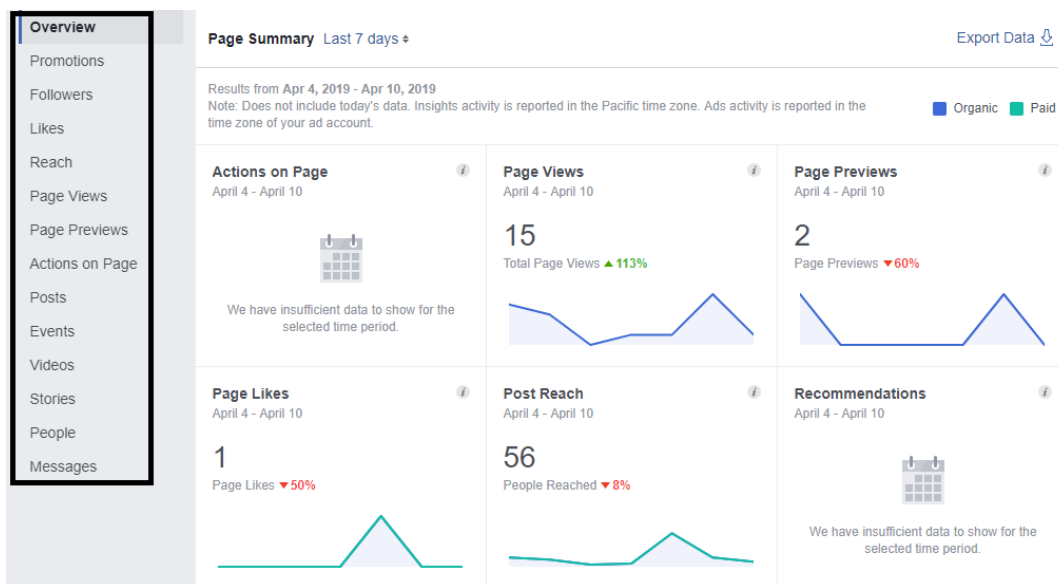 Overview
Promotions
Followers
Likes
Reach
Page Views
Page Previews
Actions on Page
Posts
Events
Videos
Stories
People
Messages
Page Summary Last 7 days
Export Data
Results from Apr 4, 2019 - Apr 10, 2019
Note: Does not include today's data. Insights activity is reported in the Pacific time zone. Ads activity is reported in the
time zone of your ad account.
Organic Paid
Actions on Page
April 4 - April 10
We have insufficient data to show for the
selected time period.
Page Views
April 4 - April 10
15
Total Page Views ▲113%
Page Previews
April 4 - April 10
2
Page Previews ▼60%
Page Likes
April 4 - April 10
1
Page Likes ▼50%
Post Reach
April 4 - April 10
56
People Reached ▼8%
Recommendations
April 4 - April 10
We have insufficient data to show for the
selected time period.